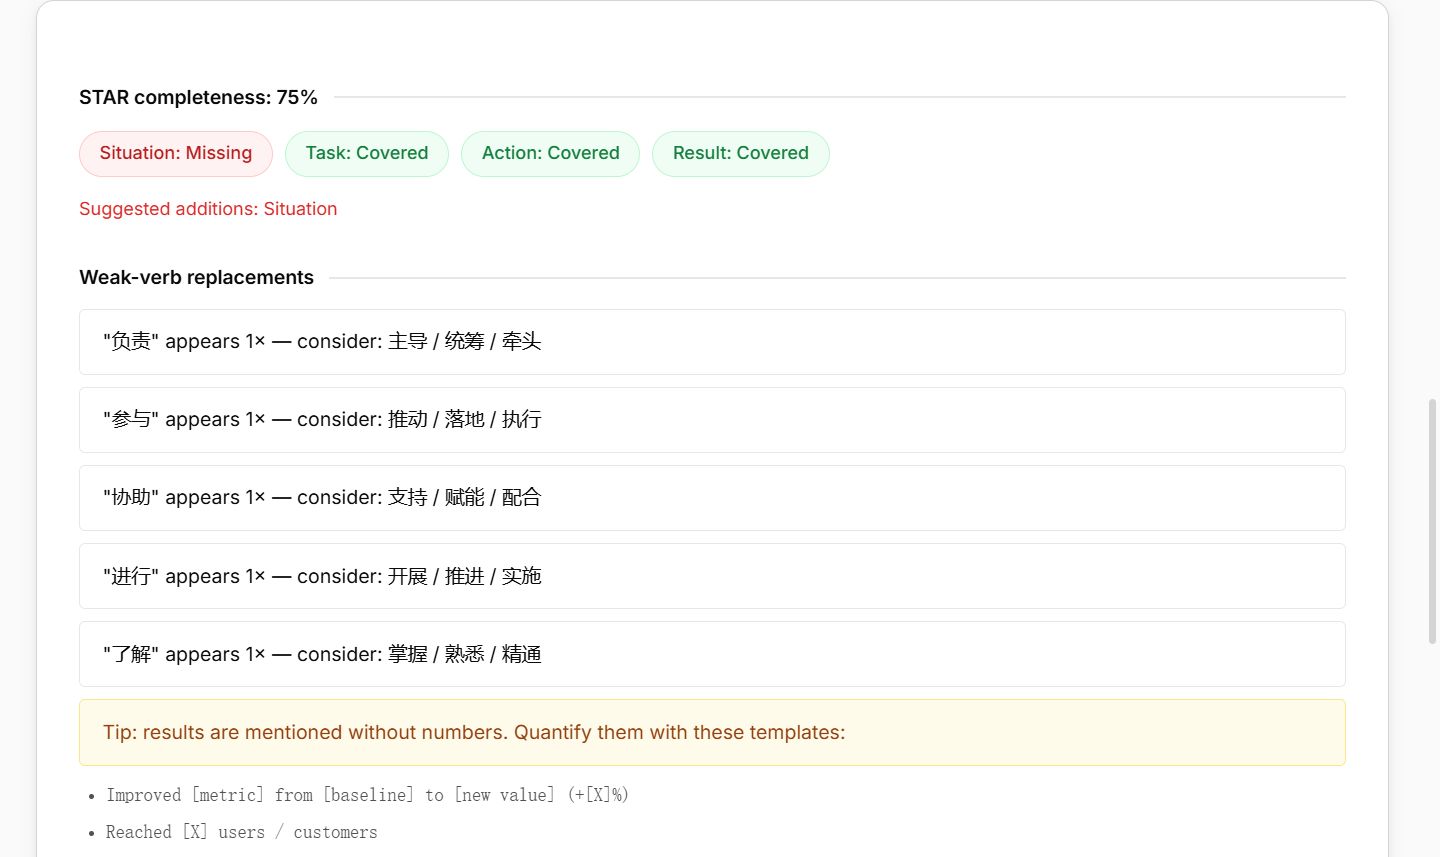 STAR completeness: 75%
Situation: Missing
Task: Covered
Action: Covered
Result: Covered
Suggested additions: Situation
Weak-verb replacements
"负责" appears 1× — consider: 主导 / 统筹 / 牵头
"参与" appears 1× — consider: 推动 / 落地 / 执行
"协助" appears 1× — consider: 支持 / 赋能 / 配合
"进行" appears 1× — consider: 开展 / 推进 / 实施
"了解" appears 1× — consider: 掌握 / 熟悉 / 精通
Tip: results are mentioned without numbers. Quantify them with these templates:
• Improved [metric] from [baseline] to [new value] (+[X]%)
• Reached [X] users / customers